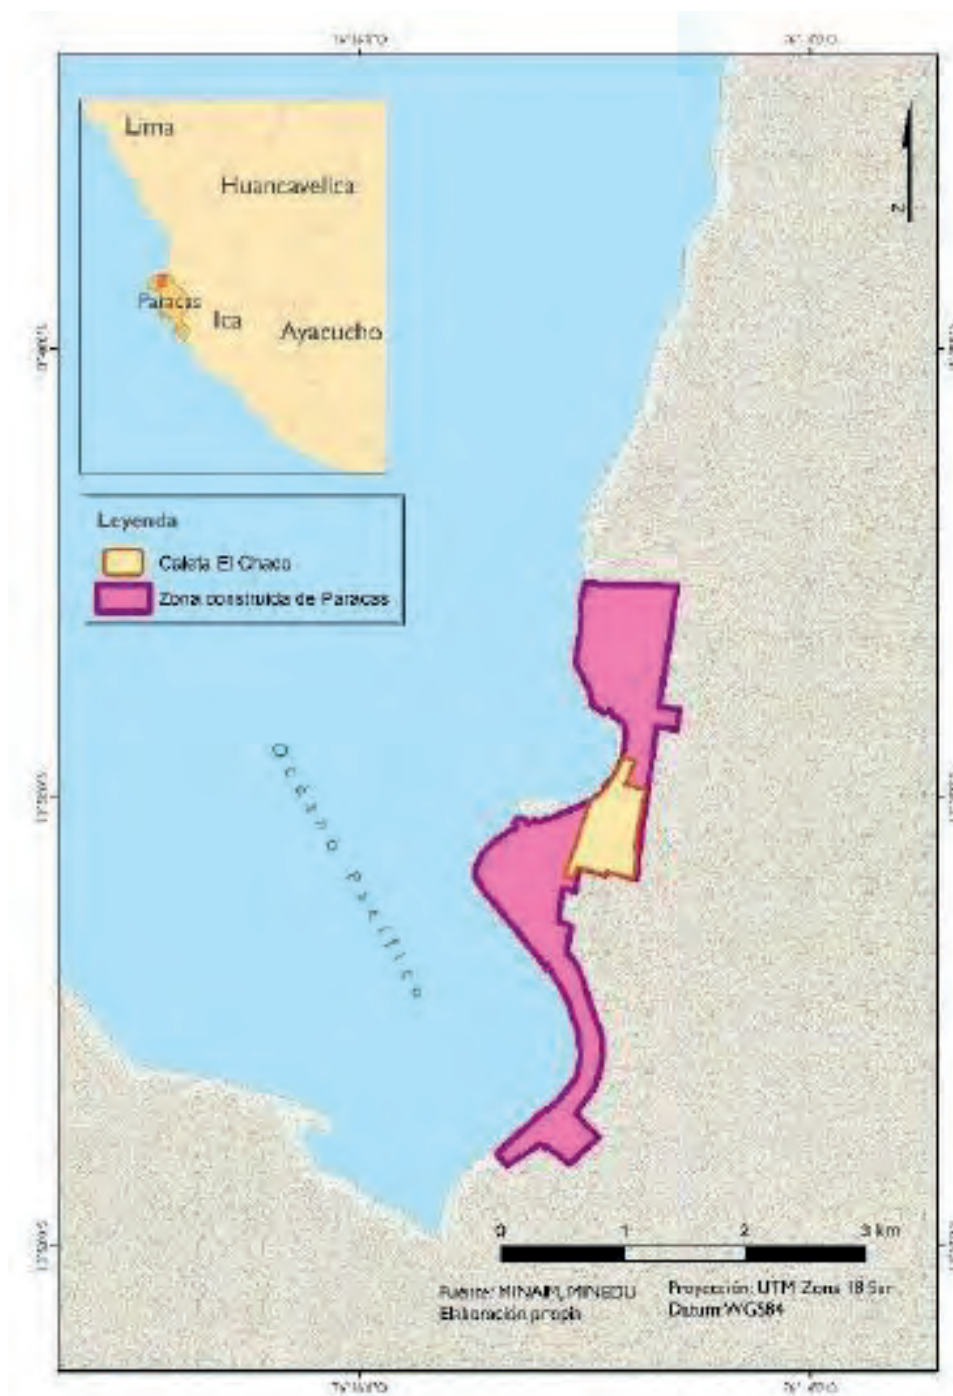 Lima
Huancavelica
Paracas
Ica
Ayacucho
Leyenda
Caleta El Chaco
Zona construida de Paracas
Océano Pacífico
N
0 1 2 3 km
Fuente: MINAM, MINEDU
Elaboración propia
Proyección: UTM Zona 18 Sur
Datum: WGS84